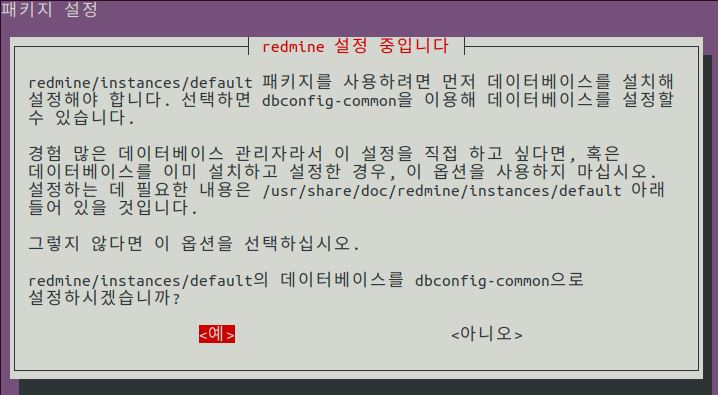 패키지 설정
redmine 설정 중입니다
redmine/instances/default 패키지를 사용하려면 먼저 데이터베이스를 설치해
설정해야 합니다. 선택하면 dbconfig-common을 이용해 데이터베이스를 설정할
수 있습니다.
경험 많은 데이터베이스 관리자라서 이 설정을 직접 하고 싶다면, 혹은
데이터베이스를 이미 설치하고 설정한 경우, 이 옵션을 사용하지 마십시오.
설정하는 데 필요한 내용은 /usr/share/doc/redmine/instances/default 아래
들어 있을 것입니다.
그렇지 않다면 이 옵션을 선택하십시오.
redmine/instances/default의 데이터베이스를 dbconfig-common으로
설정하시겠습니까?
<예> <아니오>